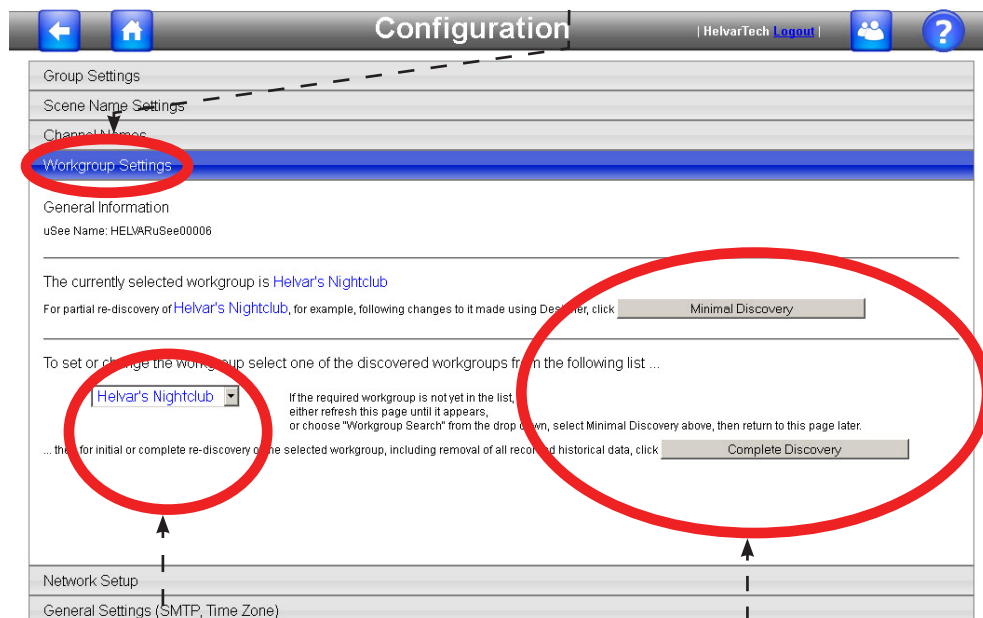 Configuration
| HelvarTech Logout |
?
Group Settings
Scene Name Settings
Channel Names
Workgroup Settings
General Information
uSee Name: HELVARuSee00006
The currently selected workgroup is Helvar's Nightclub
For partial re-discovery of Helvar's Nightclub, for example, following changes to it made using Designer, click Minimal Discovery
To set or change the workgroup select one of the discovered workgroups from the following list ...
Helvar's Nightclub
If the required workgroup is not yet in the list,
either refresh this page until it appears,
or choose "Workgroup Search" from the drop down, select Minimal Discovery above, then return to this page later.
... then for initial or complete re-discovery of the selected workgroup, including removal of all recorded historical data, click Complete Discovery
Network Setup
General Settings (SMTP, Time Zone)